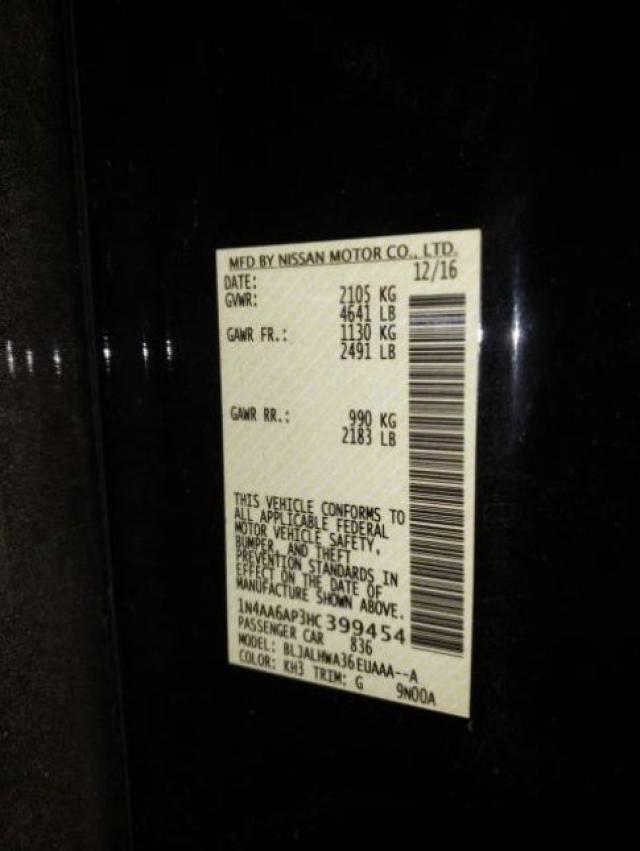 MFD BY NISSAN MOTOR CO., LTD.
DATE: 12/16
GVWR: 2105 KG
4641 LB
GAWR FR.: 1130 KG
2491 LB
GAWR RR.: 990 KG
2183 LB
THIS VEHICLE CONFORMS TO
ALL APPLICABLE FEDERAL
MOTOR VEHICLE SAFETY,
BUMPER, AND THEFT
PREVENTION STANDARDS IN
EFFECT ON THE DATE OF
MANUFACTURE SHOWN ABOVE.
1N4AA6AP3HC399454
PASSENGER CAR 836
MODEL: BLJALHWA36EUAAA--A
COLOR: KH3 TRIM: G 9N00A